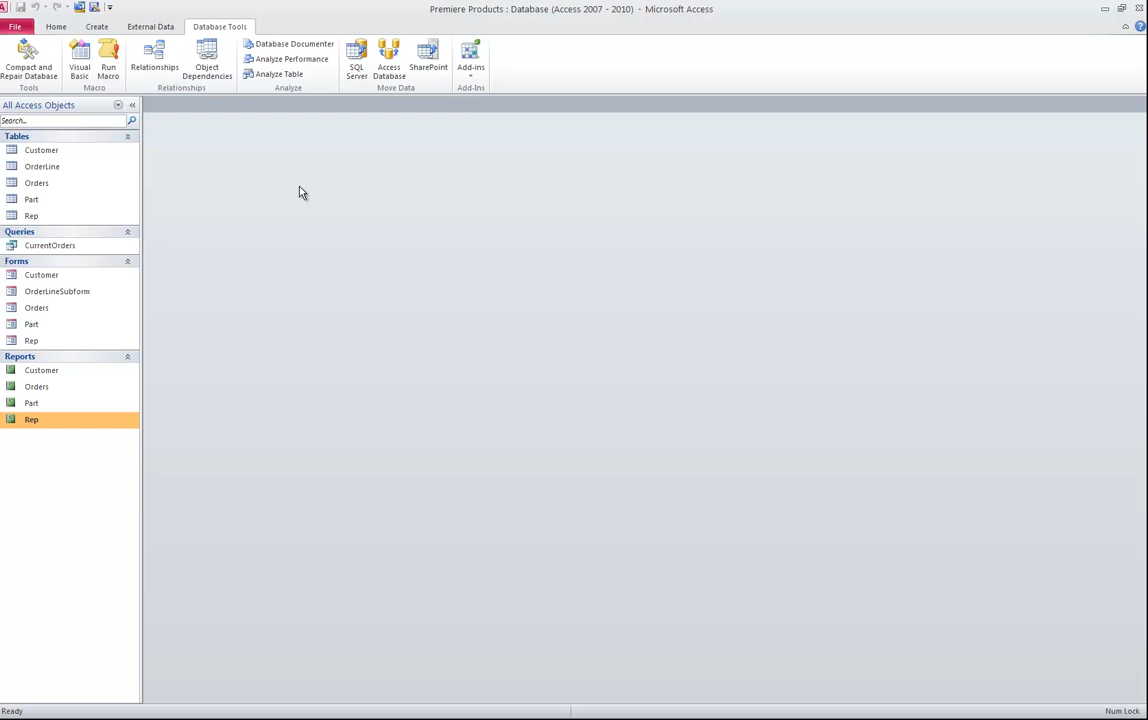 Premiere Products : Database (Access 2007 - 2010) - Microsoft Access
File Home Create External Data Database Tools
Compact and Repair Database
Visual Basic
Run Macro
Relationships
Object Dependencies
Database Documenter
Analyze Performance
Analyze Table
SQL Server
Access Database
SharePoint
Add-ins
Tools Macro Relationships Analyze Move Data Add-Ins
All Access Objects
Search...
Tables
Customer
OrderLine
Orders
Part
Rep
Queries
CurrentOrders
Forms
Customer
OrderLineSubform
Orders
Part
Rep
Reports
Customer
Orders
Part
Rep
Ready
Num Lock